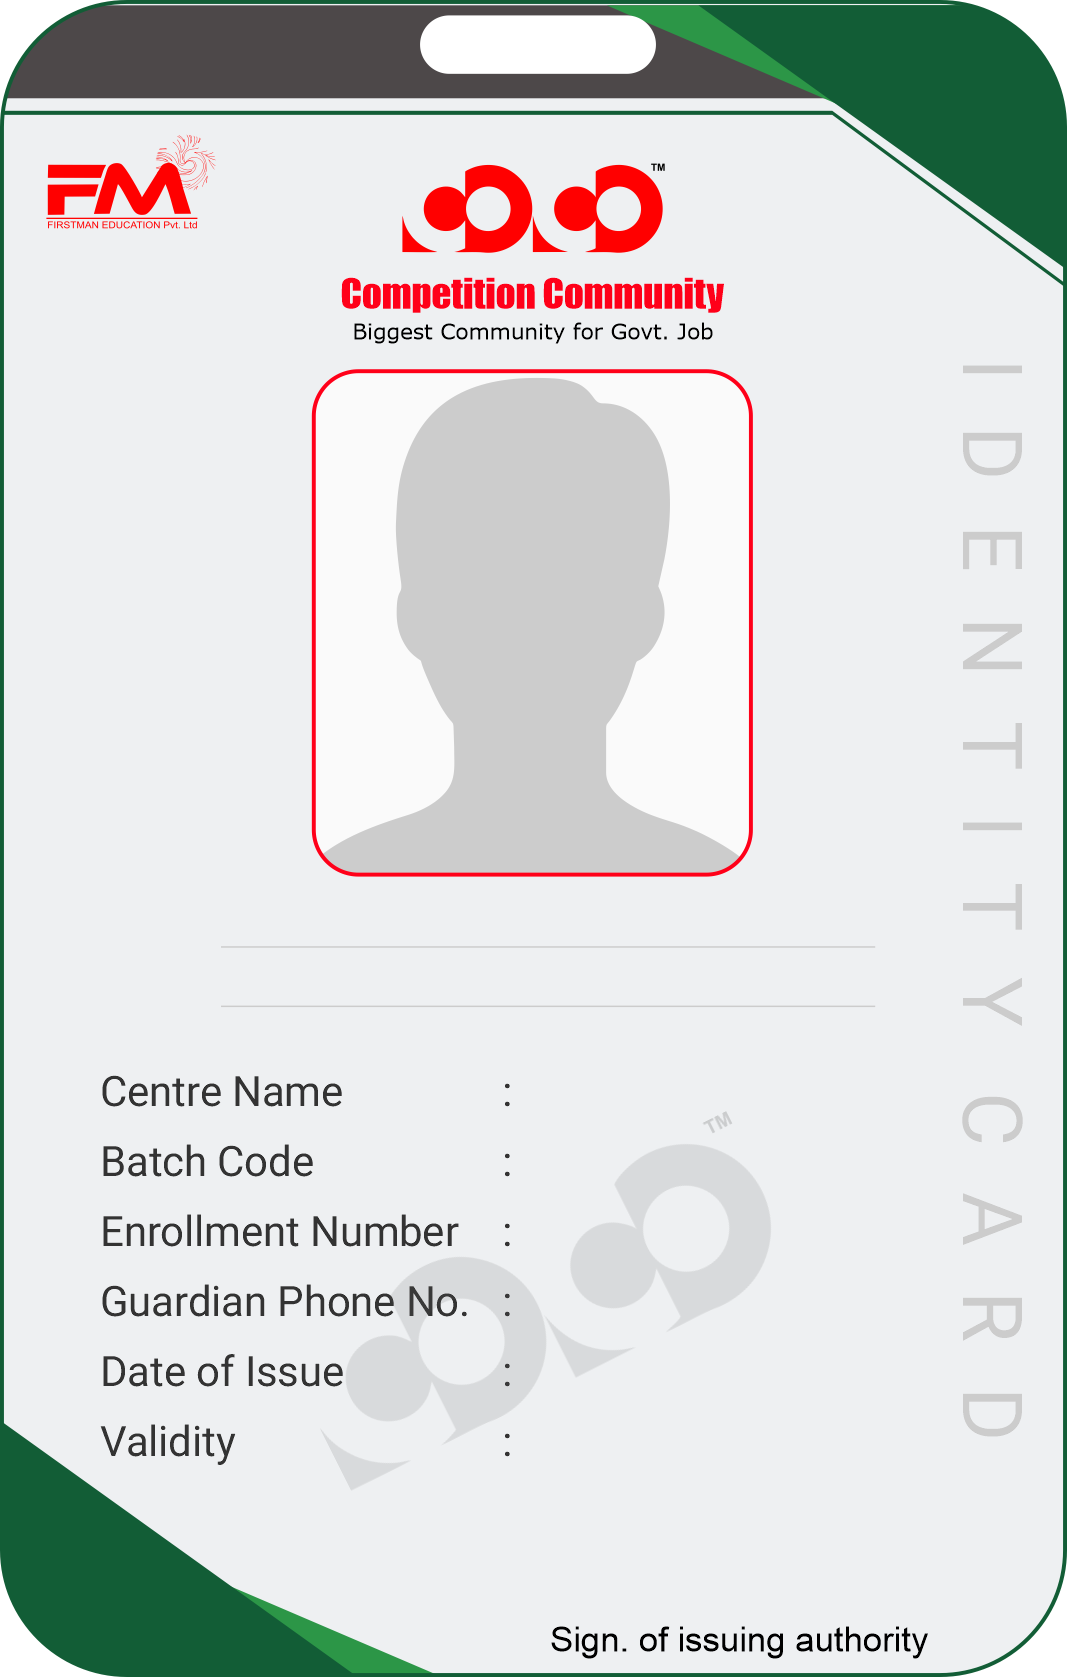 FM
FIRSTMAN EDUCATION Pvt. Ltd
TM
Competition Community
Biggest Community for Govt. Job
IDENTITY CARD
Centre Name :
Batch Code :
Enrollment Number :
Guardian Phone No. :
Date of Issue :
Validity :
TM
Sign. of issuing authority